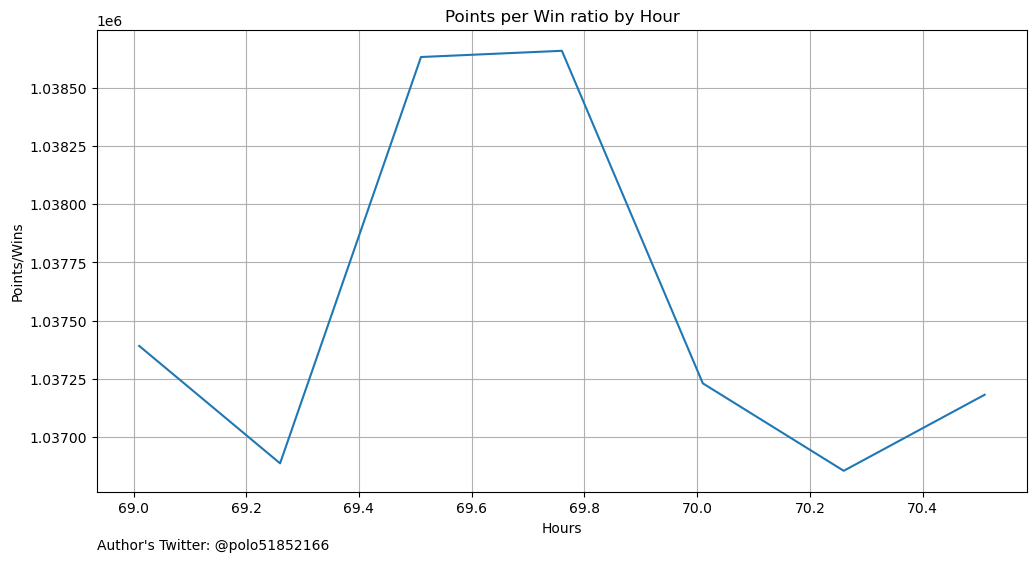 Points per Win ratio by Hour
1e6
1.03850
1.03825
1.03800
1.03775
1.03750
1.03725
1.03700
Points/Wins
69.0 69.2 69.4 69.6 69.8 70.0 70.2 70.4
Hours
Author's Twitter: @polo51852166